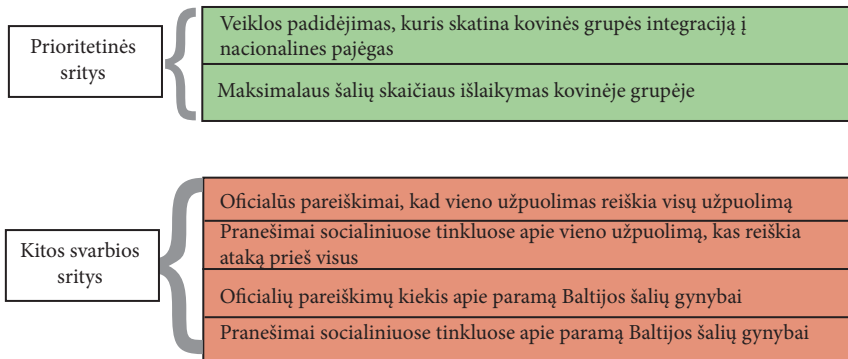 Prioritetinės
sritys
Veiklos padidėjimas, kuris skatina kovinės grupės integraciją į
nacionalines pajėgas
Maksimalaus šalių skaičiaus išlaikymas kovinėje grupėje
Kitos svarbios
sritys
Oficialūs pareiškimai, kad vieno užpuolimas reiškia visų užpuolimą
Pranešimai socialiniuose tinkluose apie vieno užpuolimą, kas reiškia
ataką prieš visus
Oficialių pareiškimų kiekis apie paramą Baltijos šalių gynybai
Pranešimai socialiniuose tinkluose apie paramą Baltijos šalių gynybai